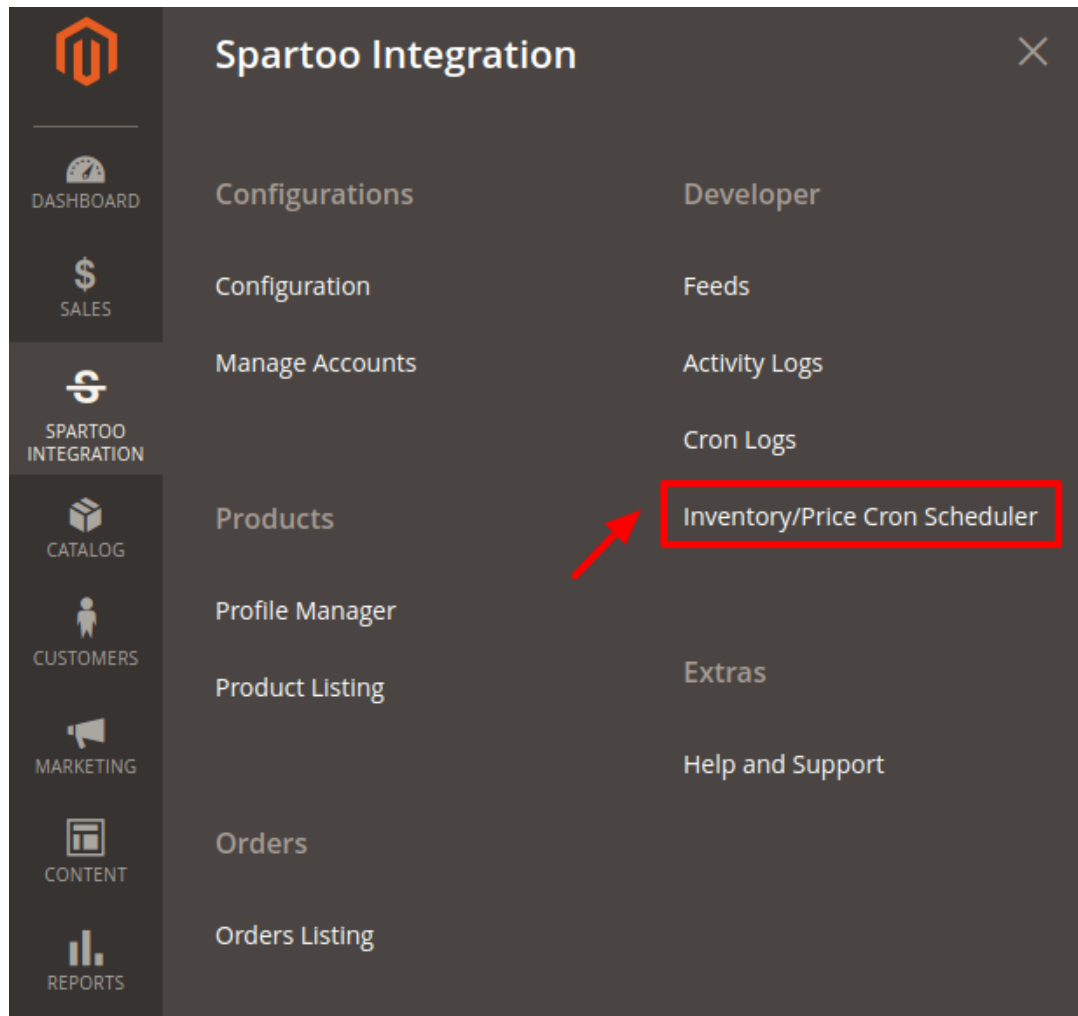 Spartoo Integration
DASHBOARD
SALES
SPARTOO
INTEGRATION
CATALOG
CUSTOMERS
MARKETING
CONTENT
REPORTS
Configurations
Configuration
Manage Accounts
Products
Profile Manager
Product Listing
Orders
Orders Listing
Developer
Feeds
Activity Logs
Cron Logs
Inventory/Price Cron Scheduler
Extras
Help and Support